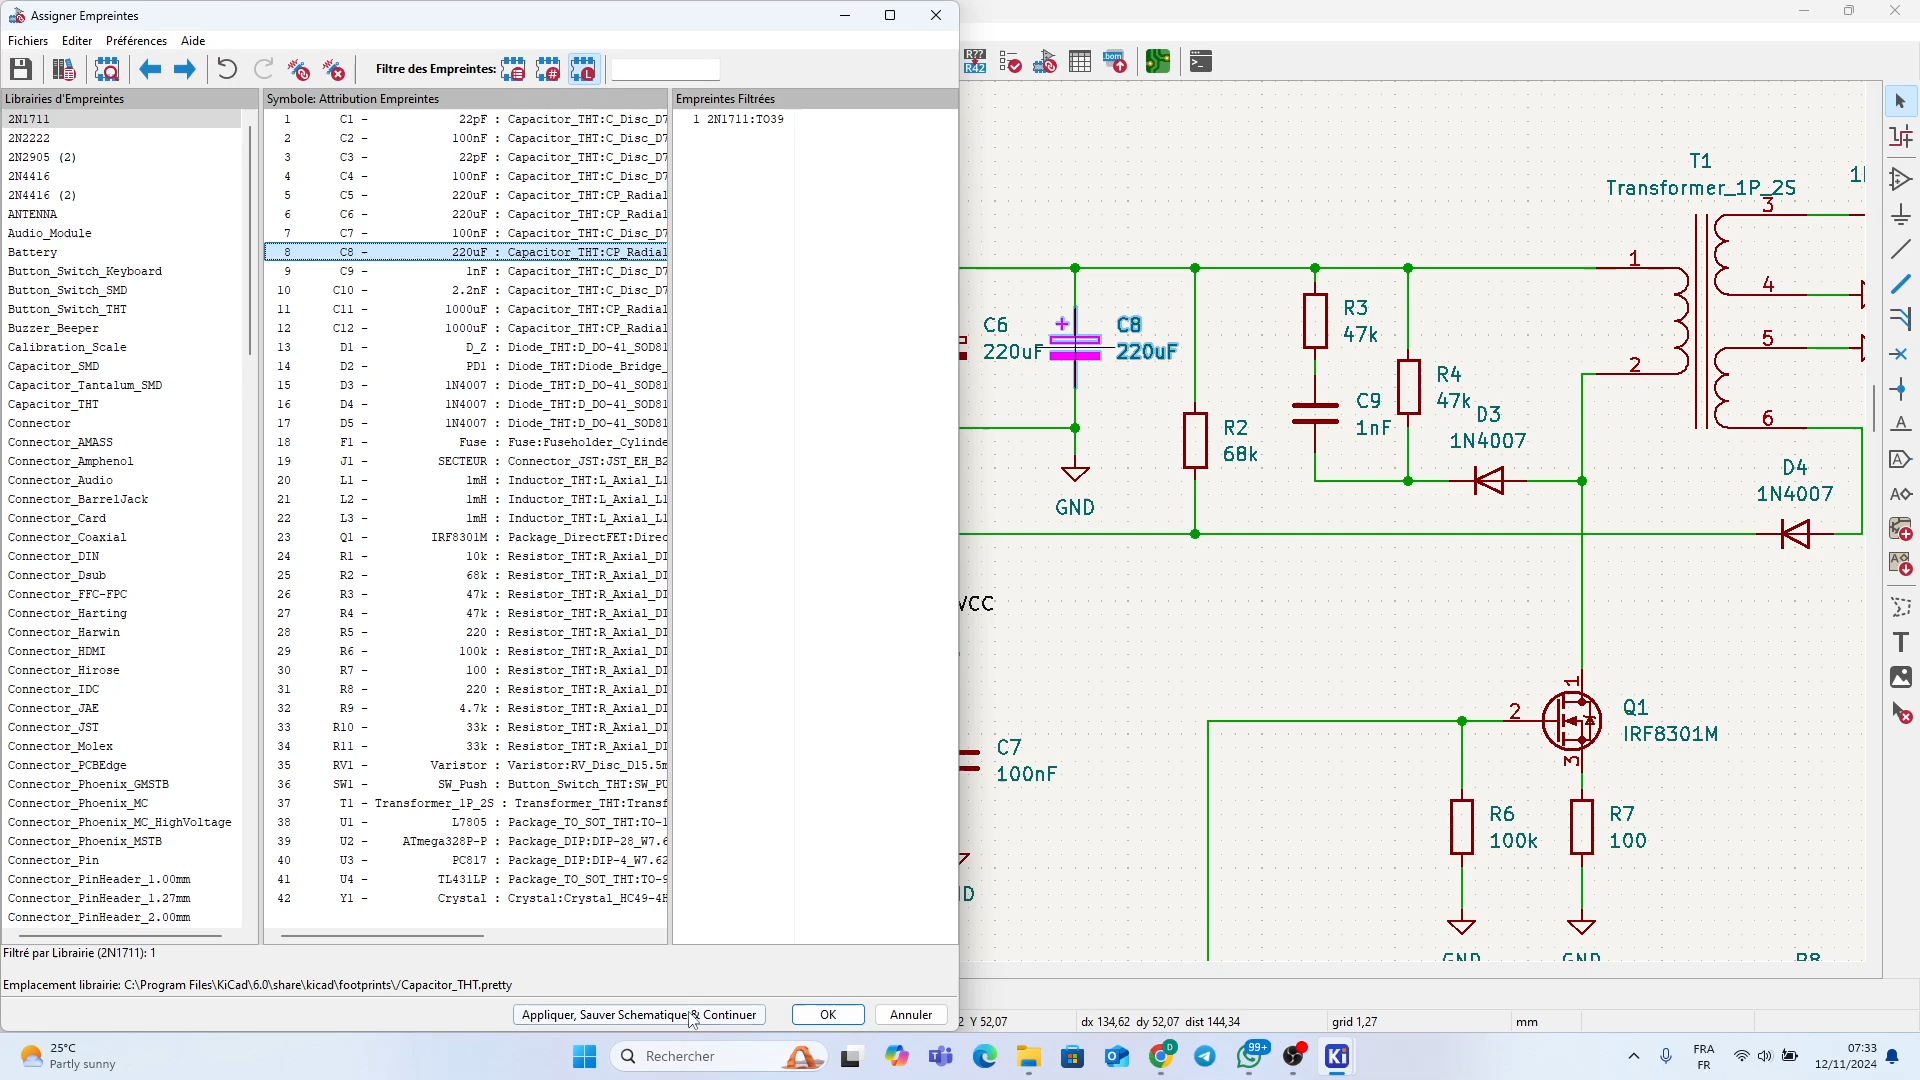 Assigner Empreintes
Fichiers Editer Préférences Aide
Filtre des Empreintes:
Librairies d'Empreintes
2N1711
2N2222
2N2905 (2)
2N4416
2N4416 (2)
ANTENNA
Audio_Module
Battery
Button_Switch_Keyboard
Button_Switch_SMD
Button_Switch_THT
Buzzer_Beeper
Calibration_Scale
Capacitor_SMD
Capacitor_Tantalum_SMD
Capacitor_THT
Connector
Connector_AMASS
Connector_Amphenol
Connector_Audio
Connector_BarrelJack
Connector_Card
Connector_Coaxial
Connector_DIN
Connector_Dsub
Connector_FFC-FPC
Connector_Harting
Connector_Harwin
Connector_HDMI
Connector_Hirose
Connector_IDC
Connector_JAE
Connector_JST
Connector_Molex
Connector_PCBEdge
Connector_Phoenix_GMSTB
Connector_Phoenix_MC
Connector_Phoenix_MC_HighVoltage
Connector_Phoenix_MSTB
Connector_Pin
Connector_PinHeader_1.00mm
Connector_PinHeader_1.27mm
Connector_PinHeader_2.00mm
Symbole: Attribution Empreintes
1 C1 - 22pF : Capacitor_THT:C_Disc_D7
2 C2 - 100nF : Capacitor_THT:C_Disc_D7
3 C3 - 22pF : Capacitor_THT:C_Disc_D7
4 C4 - 100nF : Capacitor_THT:C_Disc_D7
5 C5 - 220uF : Capacitor_THT:CP_Radial
6 C6 - 220uF : Capacitor_THT:CP_Radial
7 C7 - 100nF : Capacitor_THT:C_Disc_D7
8 C8 - 220uF : Capacitor_THT:CP_Radial
9 C9 - 1nF : Capacitor_THT:C_Disc_D7
10 C10 - 2.2nF : Capacitor_THT:C_Disc_D7
11 C11 - 1000uF : Capacitor_THT:CP_Radial
12 C12 - 1000uF : Capacitor_THT:CP_Radial
13 D1 - D_Z : Diode_THT:D_DO-41_SOD81
14 D2 - PD1 : Diode_THT:Diode_Bridge_
15 D3 - 1N4007 : Diode_THT:D_DO-41_SOD81
16 D4 - 1N4007 : Diode_THT:D_DO-41_SOD81
17 D5 - 1N4007 : Diode_THT:D_DO-41_SOD81
18 F1 - Fuse : Fuse:Fuseholder_Cylinde
19 J1 - SECTEUR : Connector_JST:JST_EH_B2
20 L1 - 1mH : Inductor_THT:L_Axial_L1
21 L2 - 1mH : Inductor_THT:L_Axial_L1
22 L3 - 1mH : Inductor_THT:L_Axial_L1
23 Q1 - IRF8301M : Package_DirectFET:Direc
24 R1 - 10k : Resistor_THT:R_Axial_DI
25 R2 - 68k : Resistor_THT:R_Axial_DI
26 R3 - 47k : Resistor_THT:R_Axial_DI
27 R4 - 47k : Resistor_THT:R_Axial_DI
28 R5 - 220 : Resistor_THT:R_Axial_DI
29 R6 - 100k : Resistor_THT:R_Axial_DI
30 R7 - 100 : Resistor_THT:R_Axial_DI
31 R8 - 220 : Resistor_THT:R_Axial_DI
32 R9 - 4.7k : Resistor_THT:R_Axial_DI
33 R10 - 33k : Resistor_THT:R_Axial_DI
34 R11 - 33k : Resistor_THT:R_Axial_DI
35 RV1 - Varistor : Varistor:RV_Disc_D15.5m
36 SW1 - SW_Push : Button_Switch_THT:SW_PU
37 T1 - Transformer_1P_2S : Transformer_THT:Transf
38 U1 - L7805 : Package_TO_SOT_THT:TO-1
39 U2 - ATmega328P-P : Package_DIP:DIP-28_W7.6
40 U3 - PC817 : Package_DIP:DIP-4_W7.62
41 U4 - TL431LP : Package_TO_SOT_THT:TO-9
42 Y1 - Crystal : Crystal:Crystal_HC49-4H
Empreintes Filtrées
1 2N1711:TO39
Filtré par Librairie (2N1711): 1
Emplacement librairie: C:\Program Files\KiCad\6.0\share\kicad\footprints\/Capacitor_THT.pretty
Appliquer, Sauver Schematique & Continuer
OK
Annuler
R??
R42
bom
T1
Transformer_1P_2S
3
1
4
2
5
6
C6
220uF
+
C8
220uF
R3
47k
R4
47k
C9
1nF
D3
1N4007
R2
68k
D4
1N4007
GND
VCC
1
2
3
Q1
IRF8301M
C7
100nF
R6
100k
R7
100
GND
GND
R8
2 Y 52,07
dx 134,62 dy 52,07 dist 144,34
grid 1,27
mm
25°C
Partly sunny
Rechercher
D
99+
Ki
FRA
FR
07:33
12/11/2024